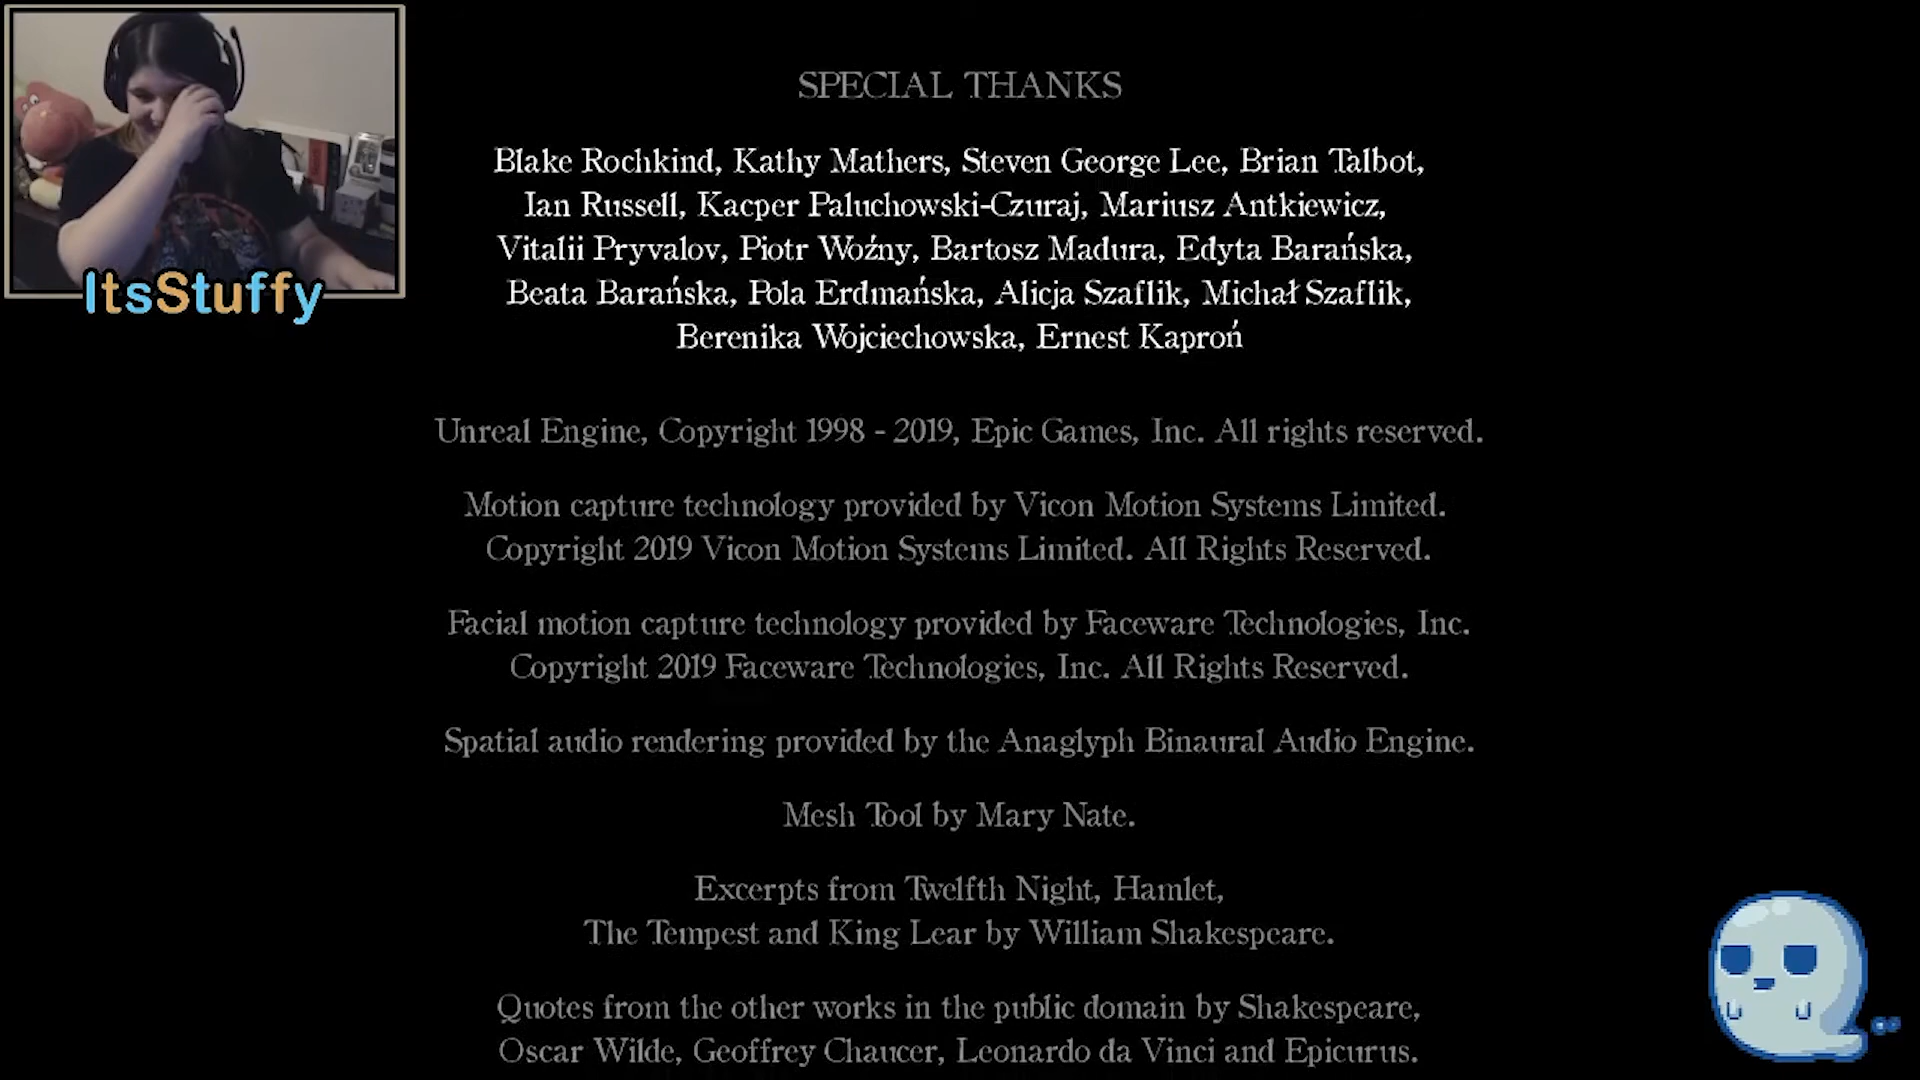 ItsStuffy
SPECIAL THANKS
Blake Rochkind, Kathy Mathers, Steven George Lee, Brian Talbot,
Ian Russell, Kacper Paluchowski-Czuraj, Mariusz Antkiewicz,
Vitalii Pryvalov, Piotr Woźny, Bartosz Madura, Edyta Barańska,
Beata Barańska, Pola Erdmańska, Alicja Szaflik, Michał Szaflik,
Berenika Wojciechowska, Ernest Kaproń
Unreal Engine, Copyright 1998 - 2019, Epic Games, Inc. All rights reserved.
Motion capture technology provided by Vicon Motion Systems Limited.
Copyright 2019 Vicon Motion Systems Limited. All Rights Reserved.
Facial motion capture technology provided by Faceware Technologies, Inc.
Copyright 2019 Faceware Technologies, Inc. All Rights Reserved.
Spatial audio rendering provided by the Anaglyph Binaural Audio Engine.
Mesh Tool by Mary Nate.
Excerpts from Twelfth Night, Hamlet,
The Tempest and King Lear by William Shakespeare.
Quotes from the other works in the public domain by Shakespeare,
Oscar Wilde, Geoffrey Chaucer, Leonardo da Vinci and Epicurus.